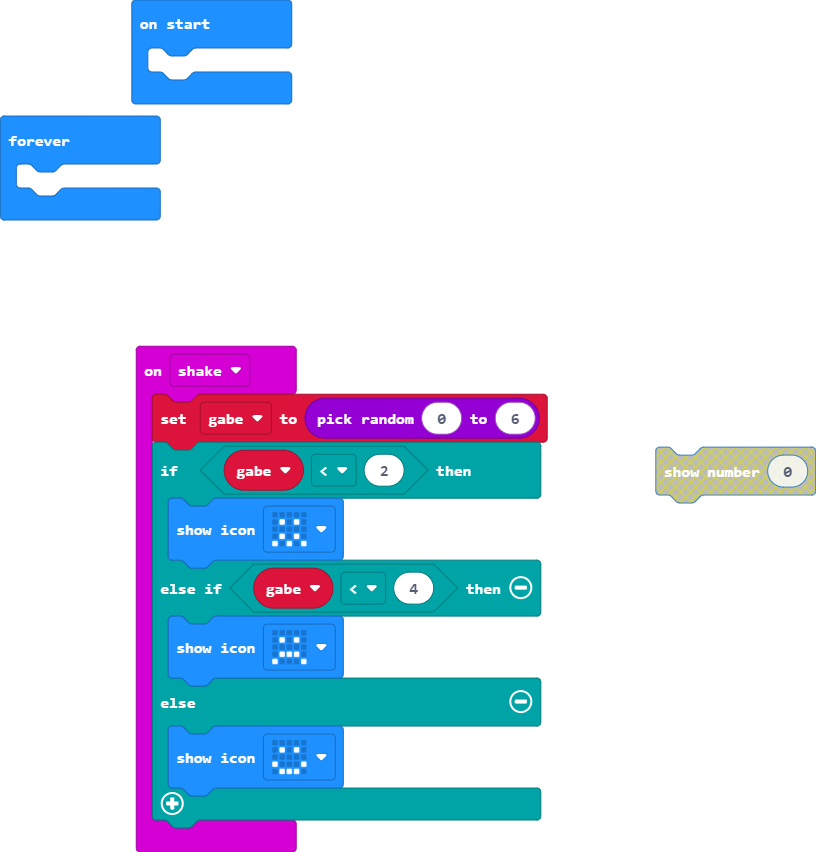 on start
forever
on shake
set gabe to pick random 0 to 6
if gabe < 2 then
show number 0
show icon
else if gabe < 4 then
show icon
else
show icon